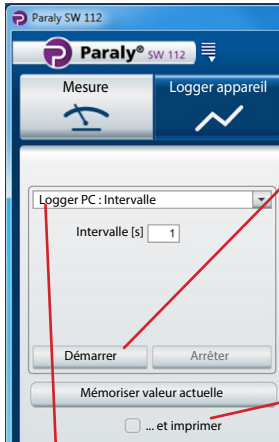 Paraly SW 112
Paraly® SW 112
Mesure
Logger appareil
Logger PC : Intervalle
Intervalle [s] 1
Démarrer
Arrêter
Mémoriser valeur actuelle
... et imprimer